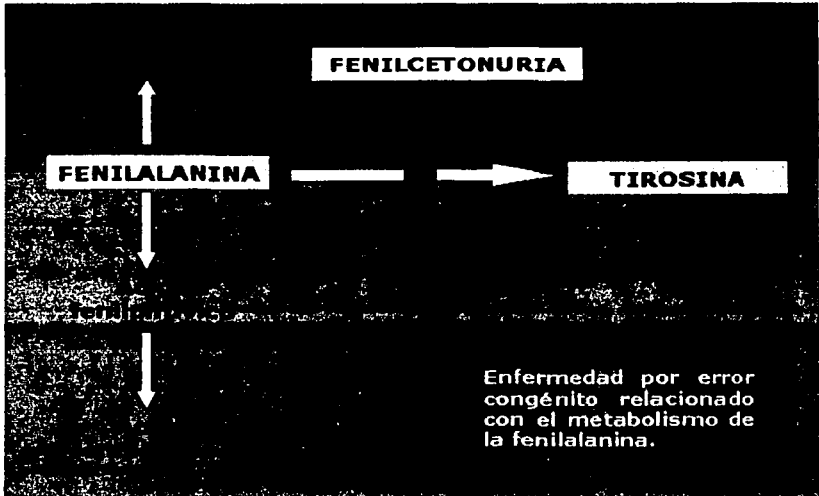 FENILCETONURIA
FENILALANINA
TIROSINA
Enfermedad por error
congénito relacionado
con el metabolismo de
la fenilalanina.